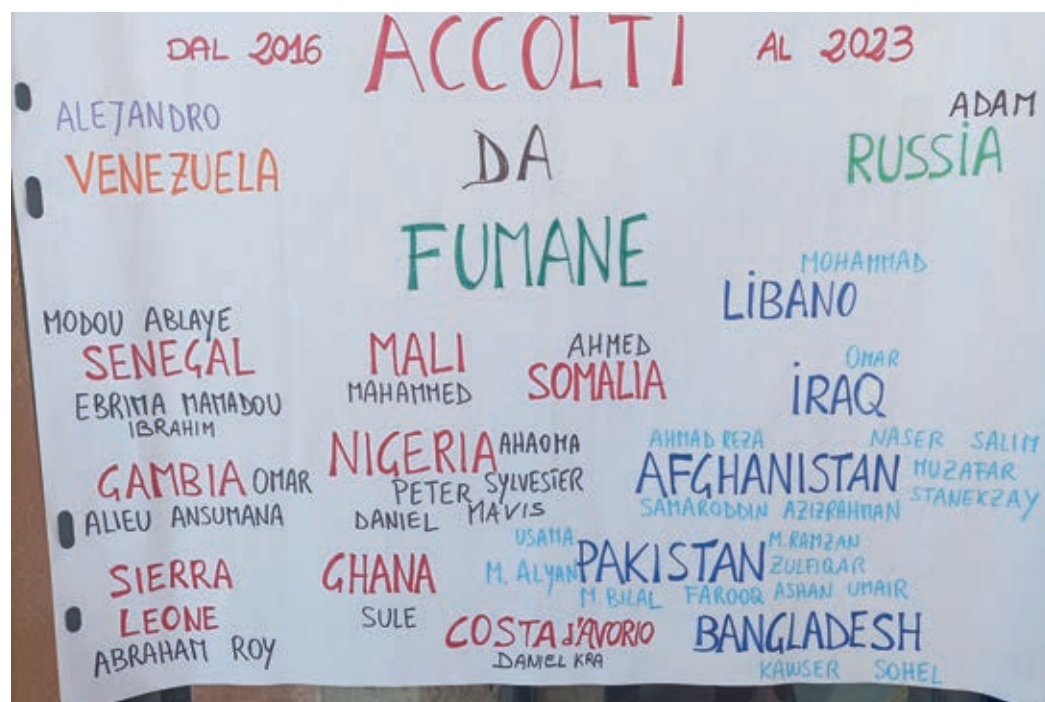 DAL 2016 ACCOLTI AL 2023
DA
FUMANE
ALEJANDRO
VENEZUELA
ADAM
RUSSIA
MOHAMMAD
LIBANO
MODOU ABLAYE
SENEGAL
EBRIMA MAMADOU
IBRAHIM
MALI
MAHAMMED
AHMED
SOMALIA
OMAR
IRAQ
GAMBIA OMAR
ALIEU ANSUMANA
NIGERIA AHAOMA
PETER SYLVESTER
DANIEL MAVIS
AHMAD REZA NASER SALIM
AFGHANISTAN MUZAFAR
SAMARODDIN AZIZRAHMAN STANEKZAY
SIERRA
LEONE
ABRAHAM ROY
GHANA
SULE
USAMA M. RAMZAN
M. ALYAN PAKISTAN ZULFIQAR
M. BILAL FAROOQ ASHAN UMAIR
COSTA d'AVORIO
DANIEL KRA
BANGLADESH
KAWSER SOHEL